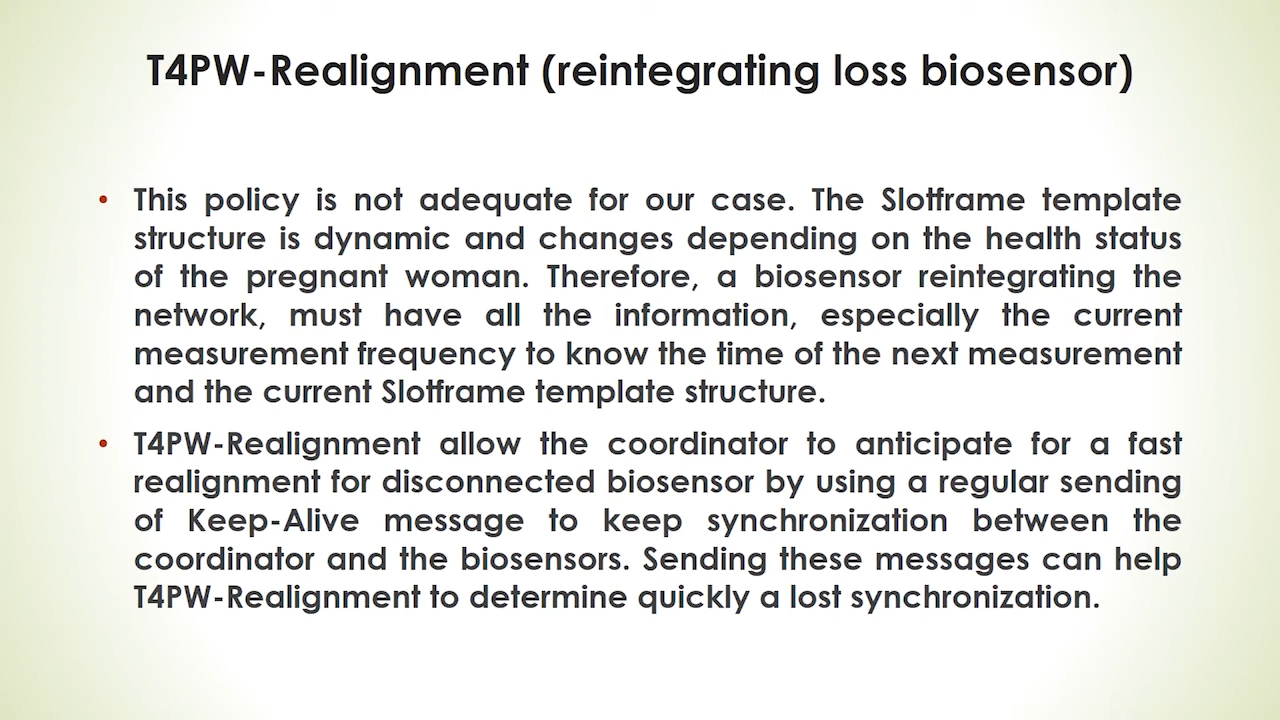 T4PW-Realignment (reintegrating loss biosensor)
• This policy is not adequate for our case. The Slotframe template
structure is dynamic and changes depending on the health status
of the pregnant woman. Therefore, a biosensor reintegrating the
network, must have all the information, especially the current
measurement frequency to know the time of the next measurement
and the current Slotframe template structure.
• T4PW-Realignment allow the coordinator to anticipate for a fast
realignment for disconnected biosensor by using a regular sending
of Keep-Alive message to keep synchronization between the
coordinator and the biosensors. Sending these messages can help
T4PW-Realignment to determine quickly a lost synchronization.